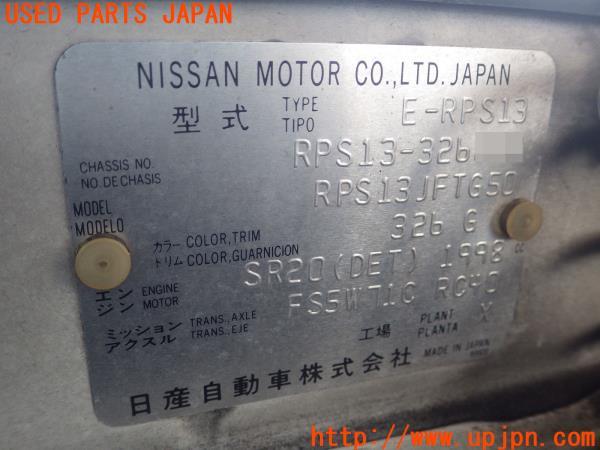 USED PARTS JAPAN
NISSAN MOTOR CO.,LTD. JAPAN
型式 TYPE TIPO E-RPS13
CHASSIS NO. NO. DE CHASIS RPS13-326
MODEL MODELO RPS13JFTG50
カラー COLOR, TRIM トリム COLOR, GUARNICION 326 G
エンジン ENGINE MOTOR SR20(DET) 1998 cc
ミッション TRANS., AXLE アクスル TRANS., EJE FS5W71C RC40
工場 PLANT PLANTA X
日産自動車株式会社 MADE IN JAPAN
http://www.upjpn.com/